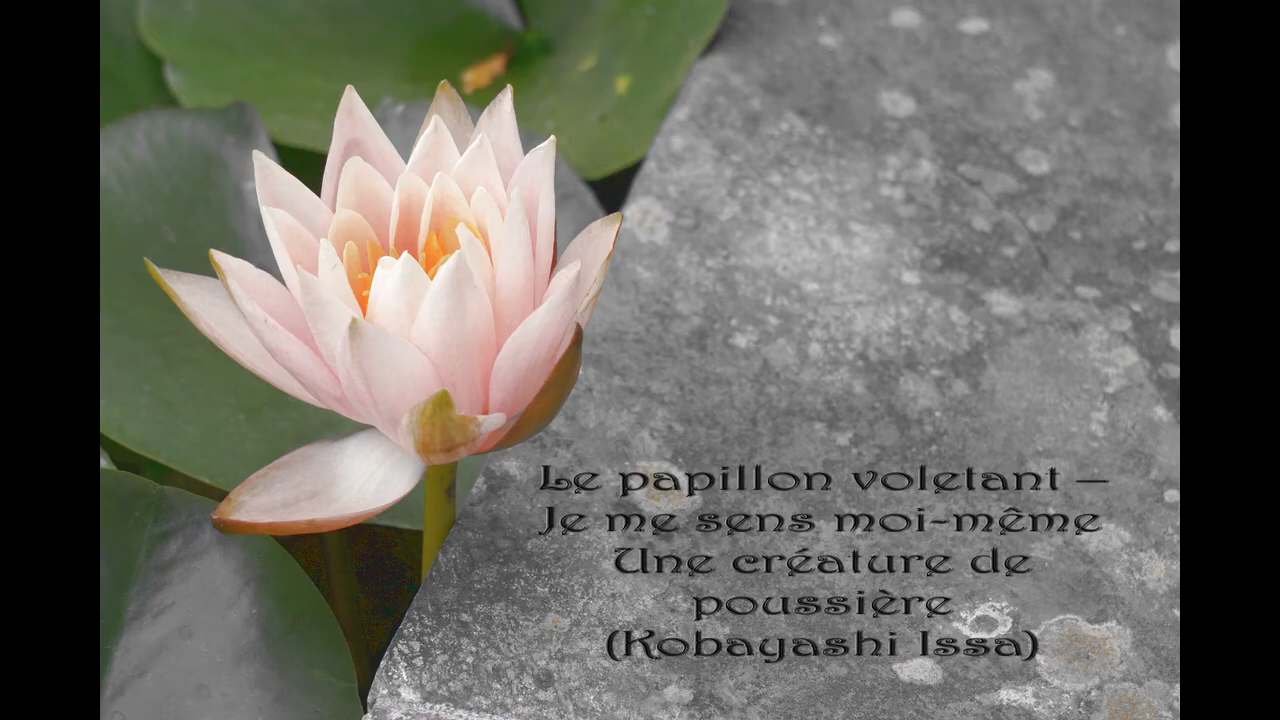 Le papillon voletant –
Je me sens moi-même
Une créature de
poussière
(Kobayashi Issa)